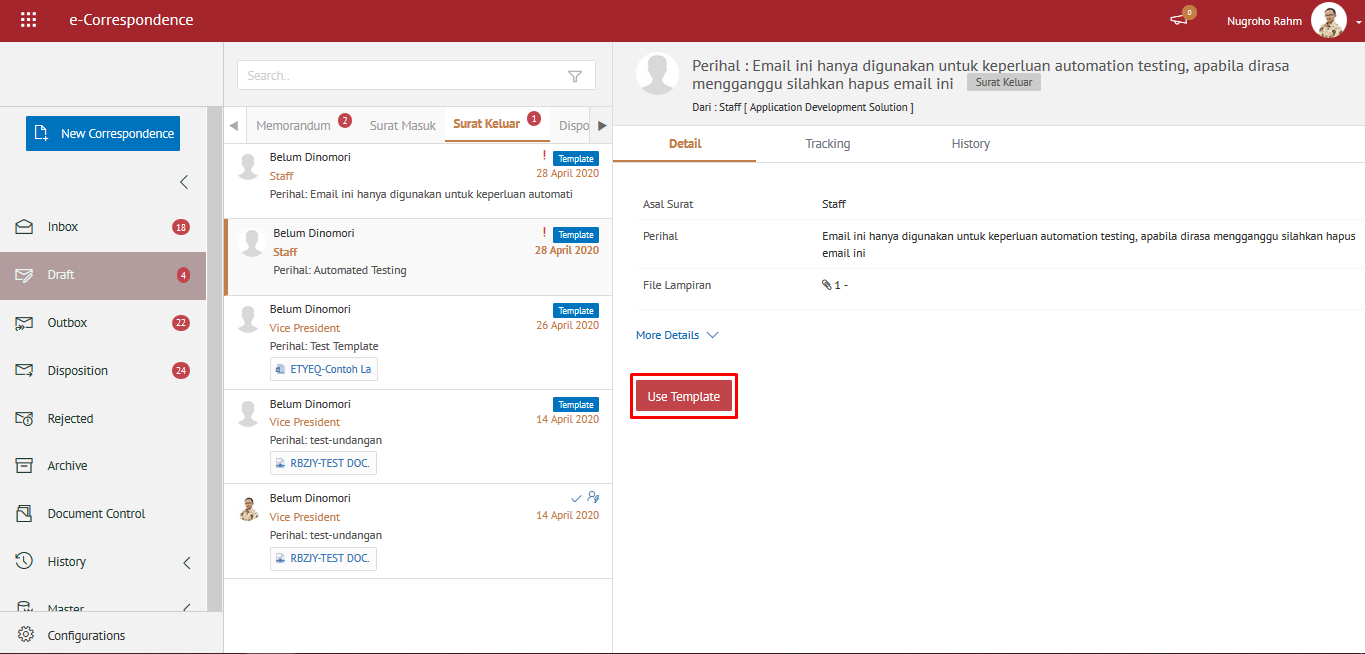 e-Correspondence
0
Nugroho Rahm
New Correspondence
Inbox
18
Draft
4
Outbox
22
Disposition
24
Rejected
Archive
Document Control
History
Master
Configurations
Search..
Memorandum
2
Surat Masuk
Surat Keluar
1
Dispo
Belum Dinomori
! Template
Staff
28 April 2020
Perihal: Email ini hanya digunakan untuk keperluan automati
Belum Dinomori
! Template
Staff
28 April 2020
Perihal: Automated Testing
Belum Dinomori
Template
Vice President
26 April 2020
Perihal: Test Template
ETYEQ-Contoh La
Belum Dinomori
Template
Vice President
14 April 2020
Perihal: test-undangan
RBZJY-TEST DOC.
Belum Dinomori
Vice President
14 April 2020
Perihal: test-undangan
RBZJY-TEST DOC.
Perihal : Email ini hanya digunakan untuk keperluan automation testing, apabila dirasa
mengganggu silahkan hapus email ini
Surat Keluar
Dari : Staff [ Application Development Solution ]
Detail
Tracking
History
Asal Surat
Staff
Perihal
Email ini hanya digunakan untuk keperluan automation testing, apabila dirasa mengganggu silahkan hapus
email ini
File Lampiran
1 -
More Details
Use Template